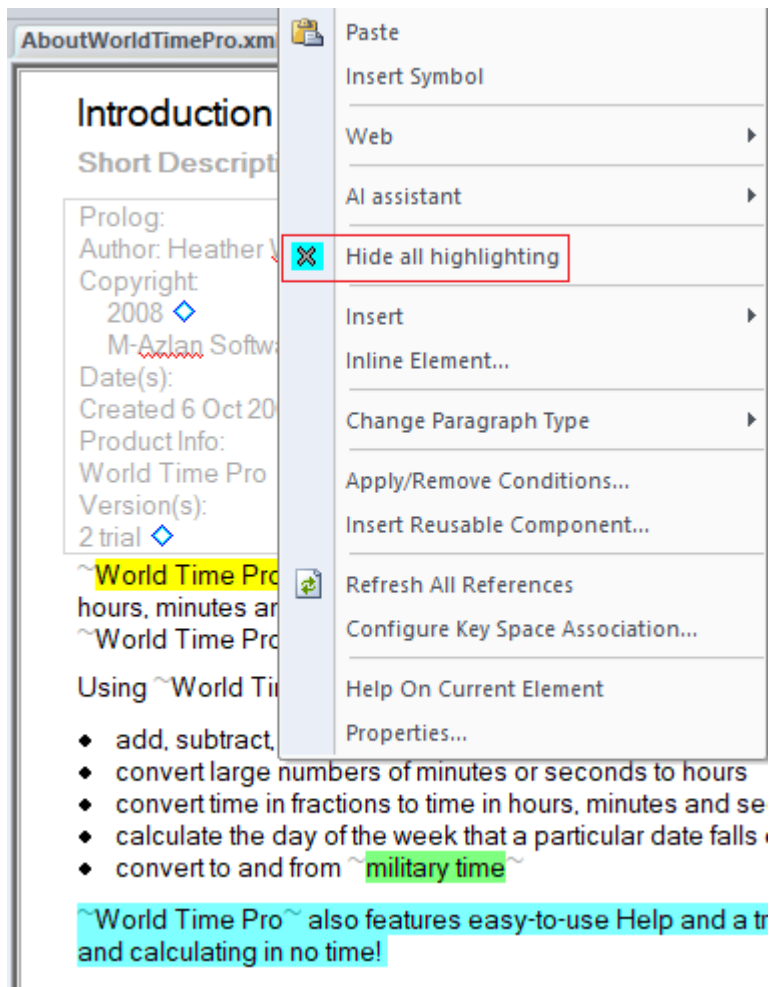 AboutWorldTimePro.xml
Introduction
Short Descripti
Prolog:
Author: Heather
Copyright:
2008
M-Azlan Softwa
Date(s):
Created 6 Oct 200
Product Info:
World Time Pro
Version(s):
2 trial
~World Time Pro
hours, minutes an
~World Time Pro
Using ~World Tim
Paste
Insert Symbol
Web
AI assistant
Hide all highlighting
Insert
Inline Element...
Change Paragraph Type
Apply/Remove Conditions...
Insert Reusable Component...
Refresh All References
Configure Key Space Association...
Help On Current Element
Properties...
◆ add, subtract,
◆ convert large numbers of minutes or seconds to hours
◆ convert time in fractions to time in hours, minutes and se
◆ calculate the day of the week that a particular date falls
◆ convert to and from ~military time~
~World Time Pro~ also features easy-to-use Help and a tr
and calculating in no time!